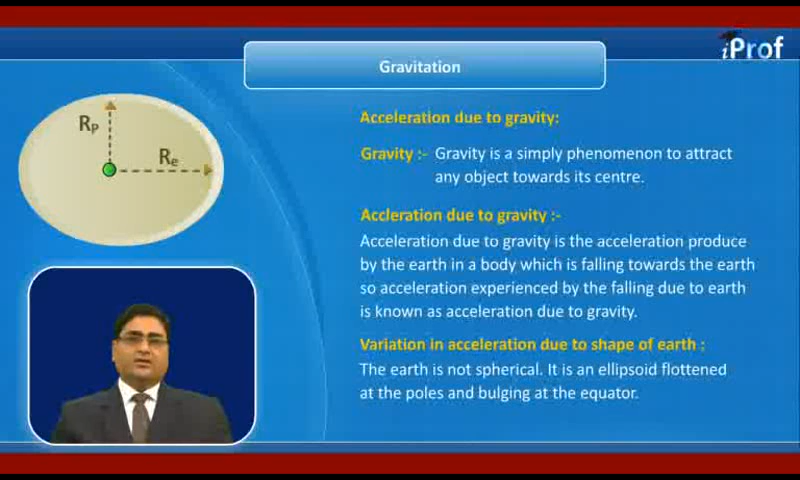 iProf
Gravitation
Rp
Re
Acceleration due to gravity:
Gravity :- Gravity is a simply phenomenon to attract
any object towards its centre.
Accleration due to gravity :-
Acceleration due to gravity is the acceleration produce
by the earth in a body which is falling towards the earth
so acceleration experienced by the falling due to earth
is known as acceleration due to gravity.
Variation in acceleration due to shape of earth :
The earth is not spherical. It is an ellipsoid flottened
at the poles and bulging at the equator.